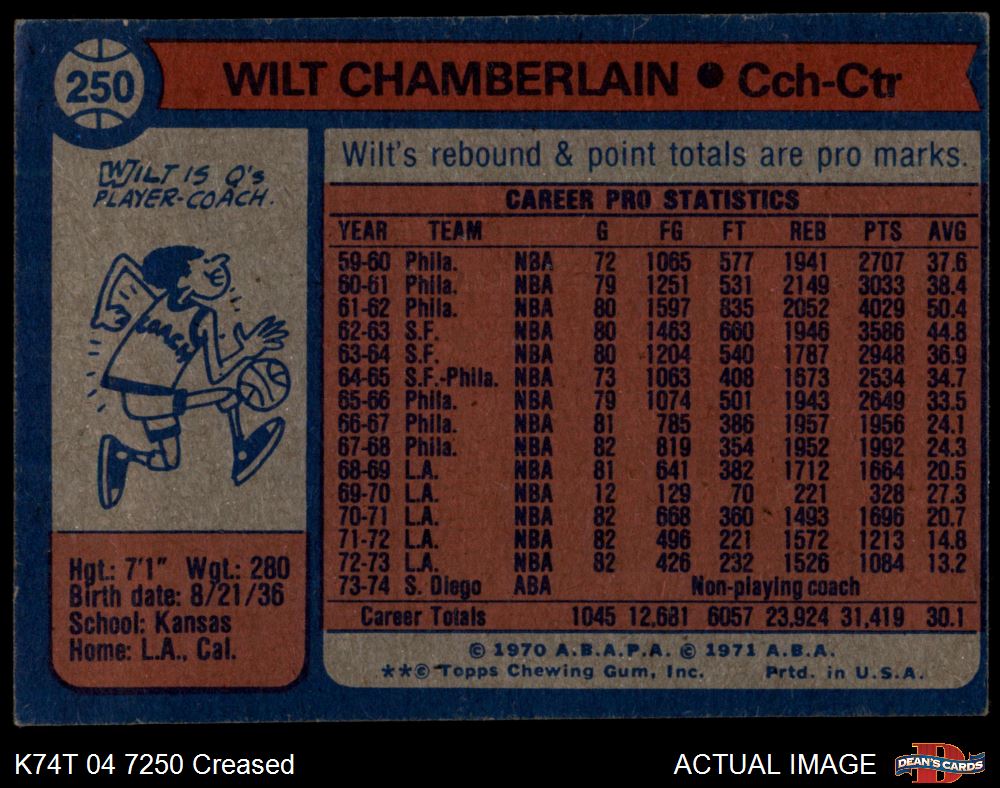 250
WILT CHAMBERLAIN • Cch-Ctr
WILT IS Q's
PLAYER-COACH.
COACH
Hgt.: 7'1" Wgt.: 280
Birth date: 8/21/36
School: Kansas
Home: L.A., Cal.
Wilt's rebound & point totals are pro marks.
CAREER PRO STATISTICS
YEAR TEAM G FG FT REB PTS AVG
59-60 Phila. NBA 72 1065 577 1941 2707 37.6
60-61 Phila. NBA 79 1251 531 2149 3033 38.4
61-62 Phila. NBA 80 1597 835 2052 4029 50.4
62-63 S.F. NBA 80 1463 660 1946 3586 44.8
63-64 S.F. NBA 80 1204 540 1787 2948 36.9
64-65 S.F.-Phila. NBA 73 1063 408 1673 2534 34.7
65-66 Phila. NBA 79 1074 501 1943 2649 33.5
66-67 Phila. NBA 81 785 386 1957 1956 24.1
67-68 Phila. NBA 82 819 354 1952 1992 24.3
68-69 L.A. NBA 81 641 382 1712 1664 20.5
69-70 L.A. NBA 12 129 70 221 328 27.3
70-71 L.A. NBA 82 668 360 1493 1696 20.7
71-72 L.A. NBA 82 496 221 1572 1213 14.8
72-73 L.A. NBA 82 426 232 1526 1084 13.2
73-74 S. Diego ABA Non-playing coach
Career Totals 1045 12,681 6057 23,924 31,419 30.1
© 1970 A.B.A.P.A. © 1971 A.B.A.
**© Topps Chewing Gum, Inc. Prtd. in U.S.A.
K74T 04 7250 Creased
ACTUAL IMAGE
D
DEAN'S CARDS